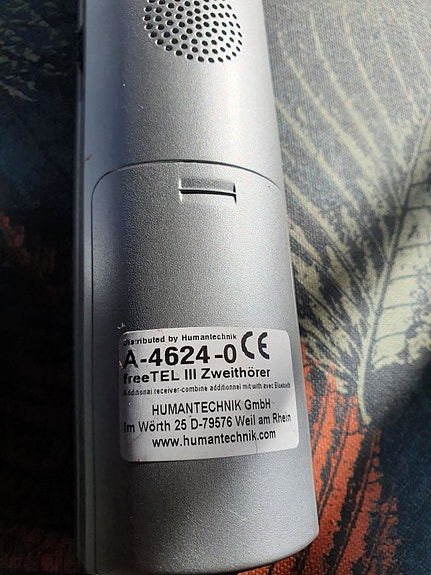 Distributed by Humantechnik
A-4624-0 CE
freeTEL III Zweithörer
Additional receiver-combine additionnel mit with avec Bluetooth
HUMANTECHNIK GmbH
Im Wörth 25 D-79576 Weil am Rhein
www.humantechnik.com